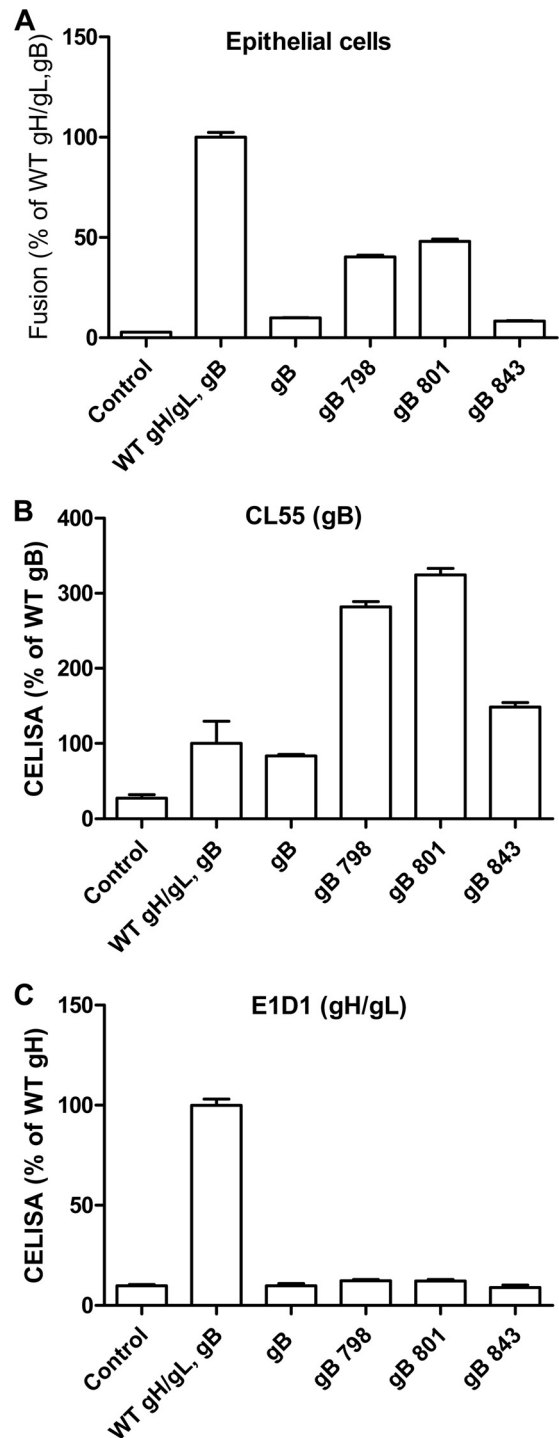 A
Epithelial cells
Fusion (% of WT gH/gL,gB)
150
100
50
0
Control
WT gH/gL, gB
gB
gB 798
gB 801
gB 843
B
CL55 (gB)
CELISA (% of WT gB)
400
300
200
100
0
Control
WT gH/gL, gB
gB
gB 798
gB 801
gB 843
C
E1D1 (gH/gL)
CELISA (% of WT gH)
150
100
50
0
Control
WT gH/gL, gB
gB
gB 798
gB 801
gB 843